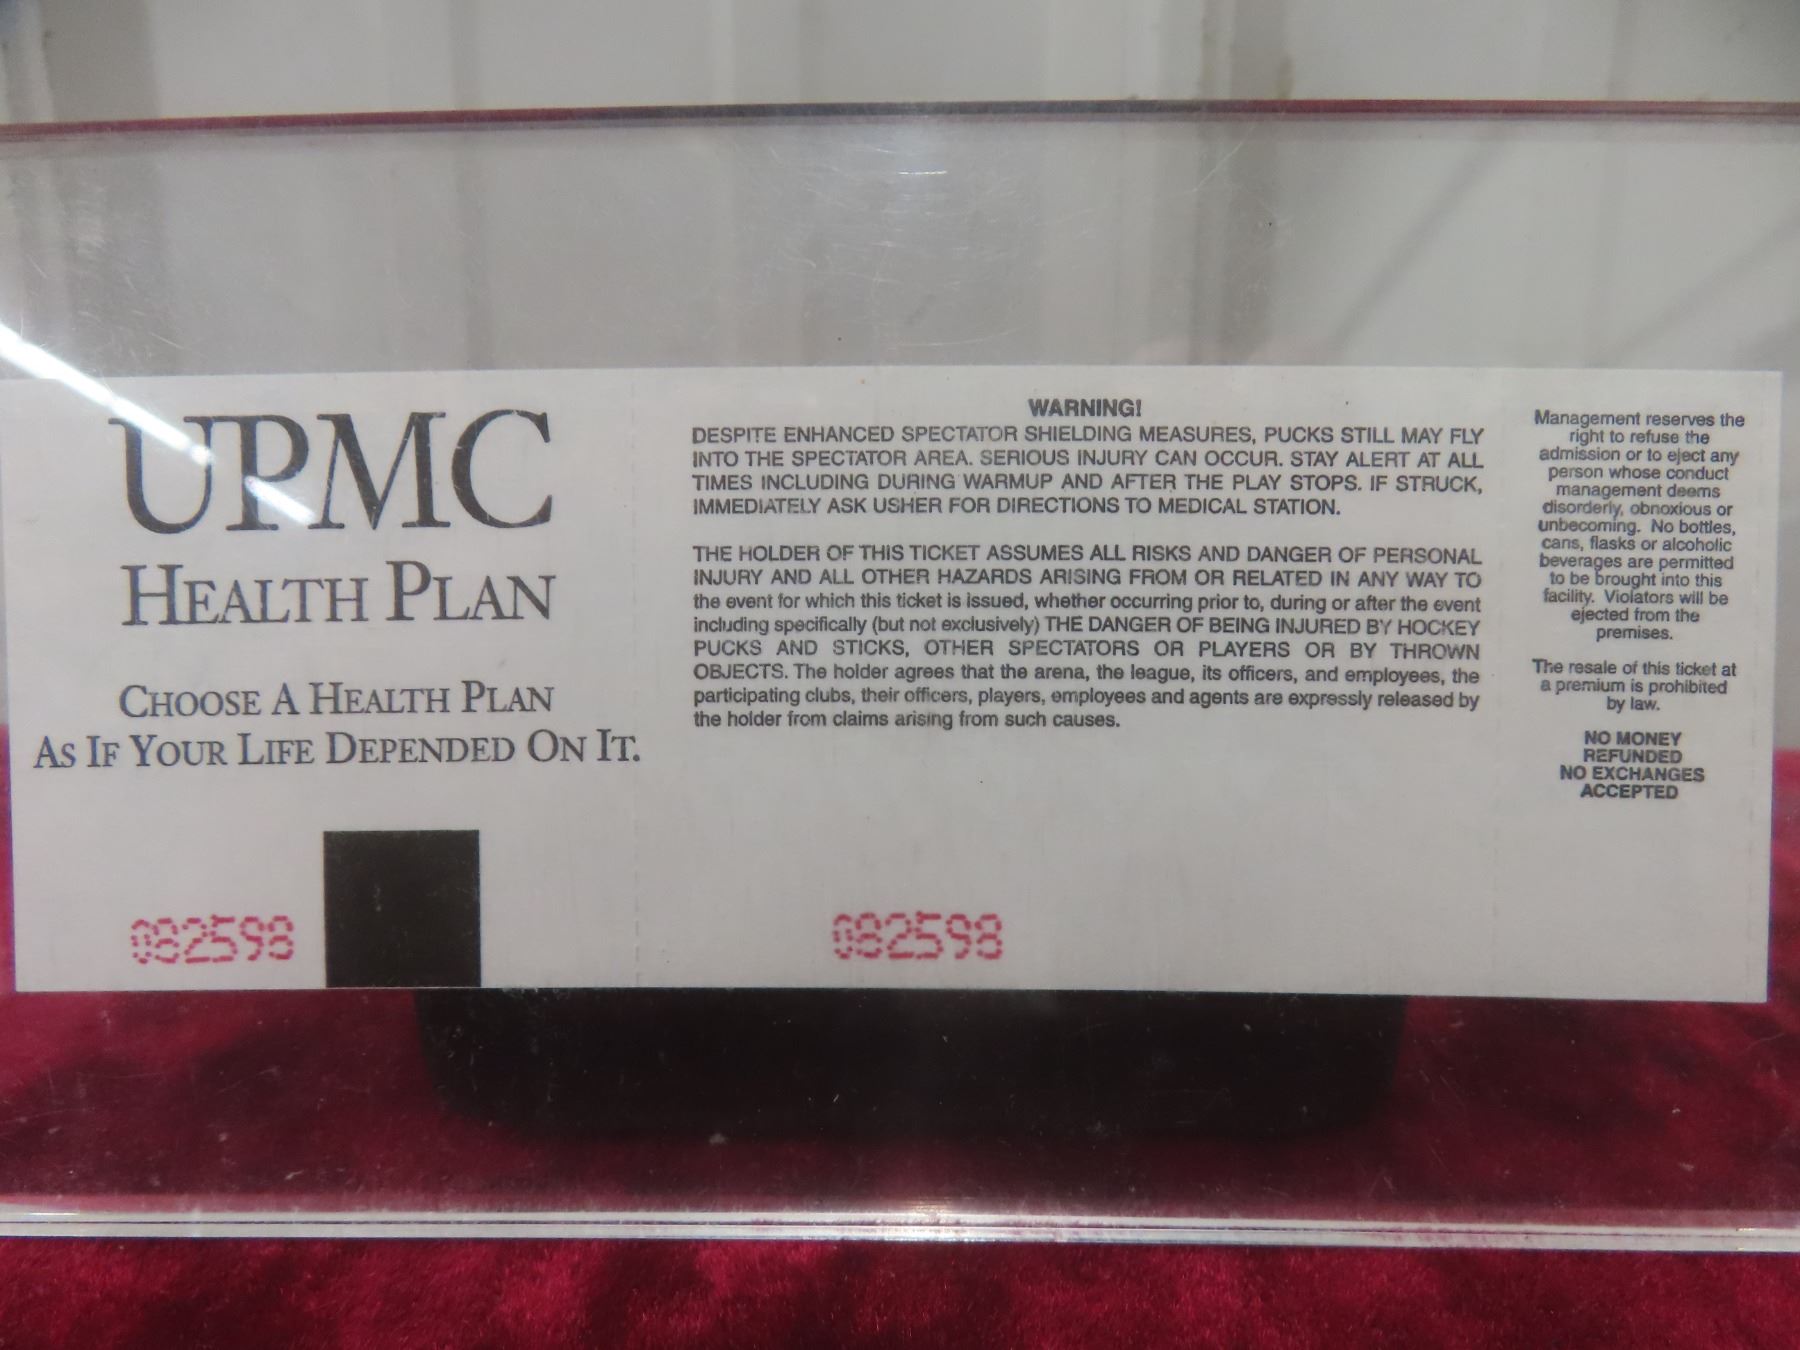 UPMC
HEALTH PLAN
CHOOSE A HEALTH PLAN
AS IF YOUR LIFE DEPENDED ON IT.
082598
WARNING!
DESPITE ENHANCED SPECTATOR SHIELDING MEASURES, PUCKS STILL MAY FLY
INTO THE SPECTATOR AREA. SERIOUS INJURY CAN OCCUR. STAY ALERT AT ALL
TIMES INCLUDING DURING WARMUP AND AFTER THE PLAY STOPS. IF STRUCK,
IMMEDIATELY ASK USHER FOR DIRECTIONS TO MEDICAL STATION.
THE HOLDER OF THIS TICKET ASSUMES ALL RISKS AND DANGER OF PERSONAL
INJURY AND ALL OTHER HAZARDS ARISING FROM OR RELATED IN ANY WAY TO
the event for which this ticket is issued, whether occurring prior to, during or after the event
including specifically (but not exclusively) THE DANGER OF BEING INJURED BY HOCKEY
PUCKS AND STICKS, OTHER SPECTATORS OR PLAYERS OR BY THROWN
OBJECTS. The holder agrees that the arena, the league, its officers, and employees, the
participating clubs, their officers, players, employees and agents are expressly released by
the holder from claims arising from such causes.
082598
Management reserves the
right to refuse the
admission or to eject any
person whose conduct
management deems
disorderly, obnoxious or
unbecoming. No bottles,
cans, flasks or alcoholic
beverages are permitted
to be brought into this
facility. Violators will be
ejected from the
premises.
The resale of this ticket at
a premium is prohibited
by law.
NO MONEY
REFUNDED
NO EXCHANGES
ACCEPTED